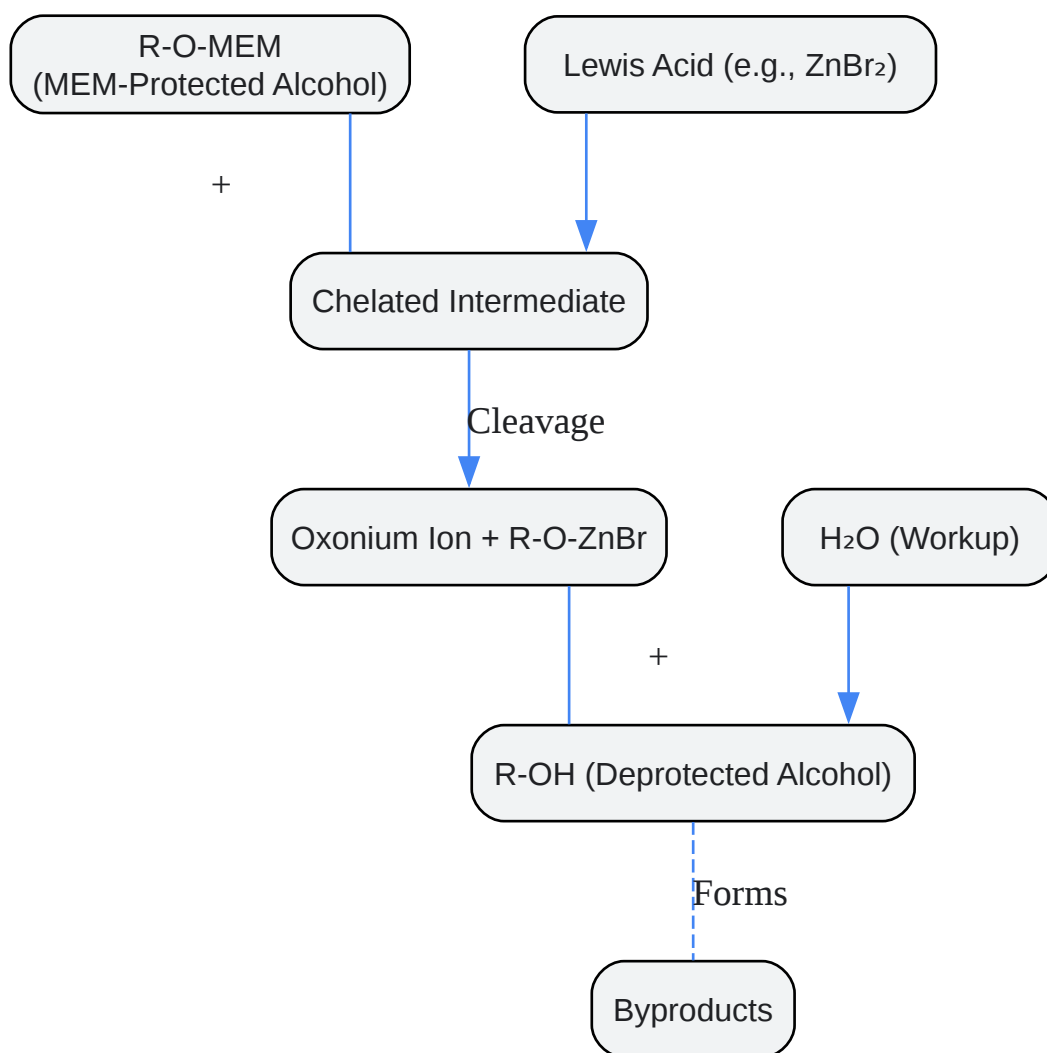 R-O-MEM
(MEM-Protected Alcohol)
Lewis Acid (e.g., ZnBr₂)
+
Chelated Intermediate
Cleavage
Oxonium Ion + R-O-ZnBr
H₂O (Workup)
+
R-OH (Deprotected Alcohol)
Forms
Byproducts